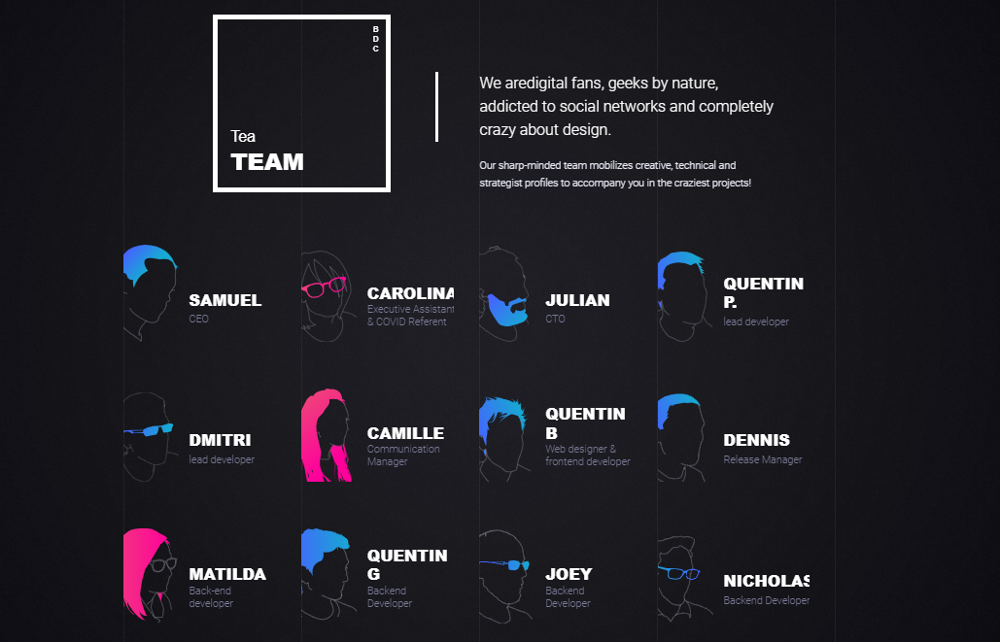 B
D
C
Tea
TEAM
We aredigital fans, geeks by nature,
addicted to social networks and completely
crazy about design.
Our sharp-minded team mobilizes creative, technical and
strategist profiles to accompany you in the craziest projects!
SAMUEL
CEO
CAROLINA
Executive Assistant
& COVID Referent
JULIAN
CTO
QUENTIN
P.
lead developer
DMITRI
lead developer
CAMILLE
Communication
Manager
QUENTIN
B
Web designer &
frontend developer
DENNIS
Release Manager
MATILDA
Back-end
developer
QUENTIN
G
Backend
Developer
JOEY
Backend
Developer
NICHOLAS
Backend Developer